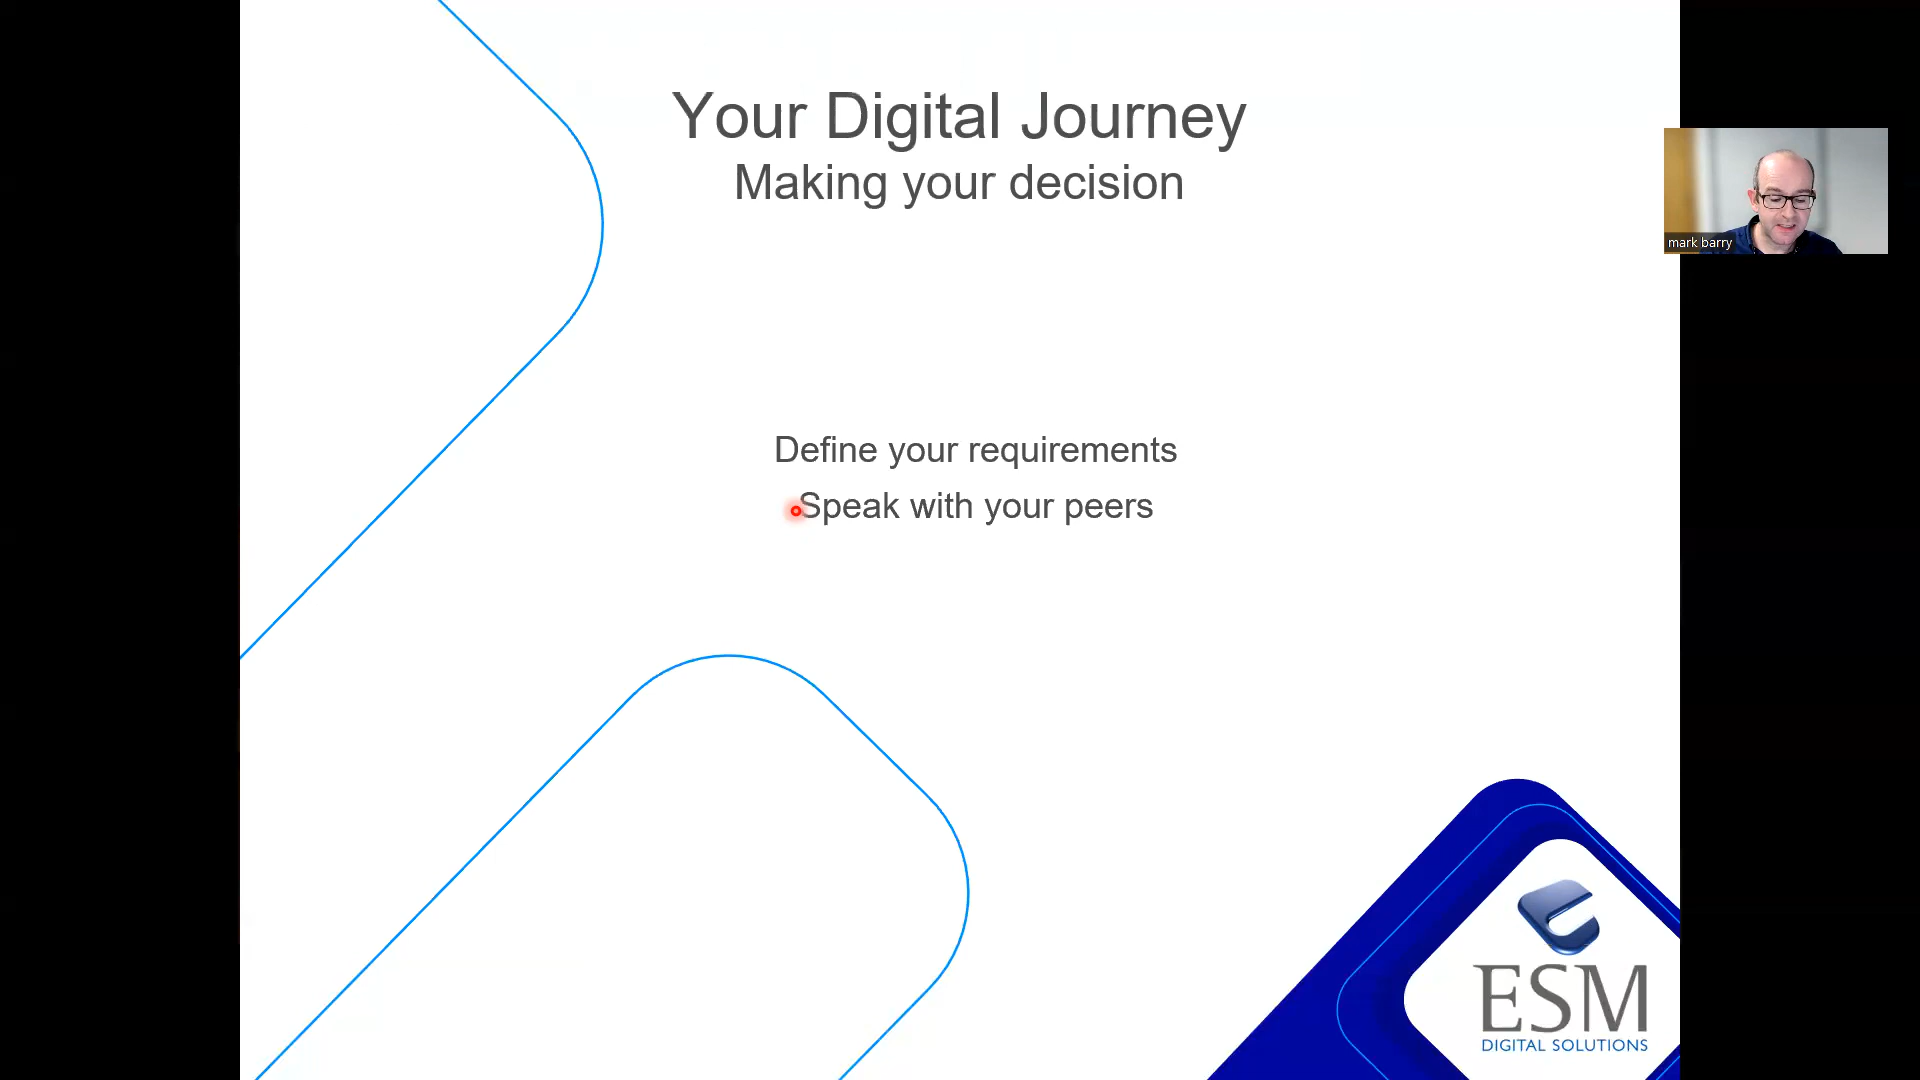 Your Digital Journey
Making your decision
mark barry
Define your requirements
Speak with your peers
ESM
DIGITAL SOLUTIONS